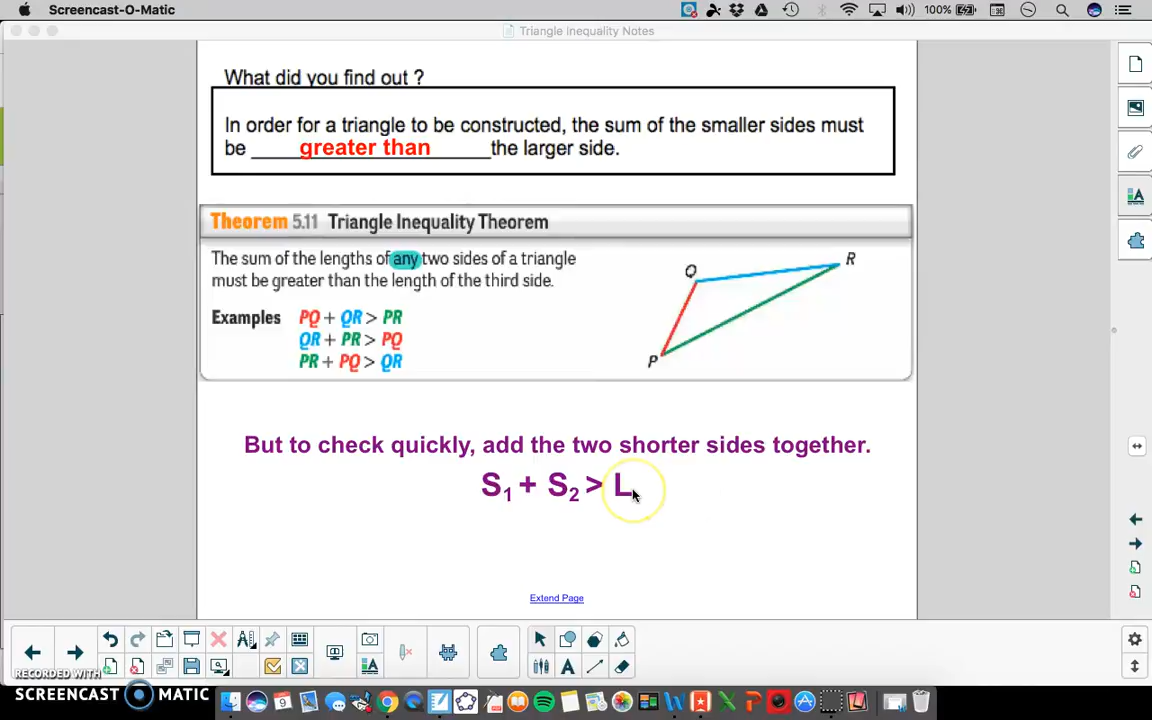 Screencast-O-Matic
100%
Triangle Inequality Notes
What did you find out ?
In order for a triangle to be constructed, the sum of the smaller sides must
be ____greater than______the larger side.
Theorem 5.11 Triangle Inequality Theorem
The sum of the lengths of any two sides of a triangle
must be greater than the length of the third side.
Examples PQ + QR > PR
QR + PR > PQ
PR + PQ > QR
Q
R
P
But to check quickly, add the two shorter sides together.
S₁ + S₂ > L
Extend Page
RECORDED WITH
SCREENCAST O MATIC